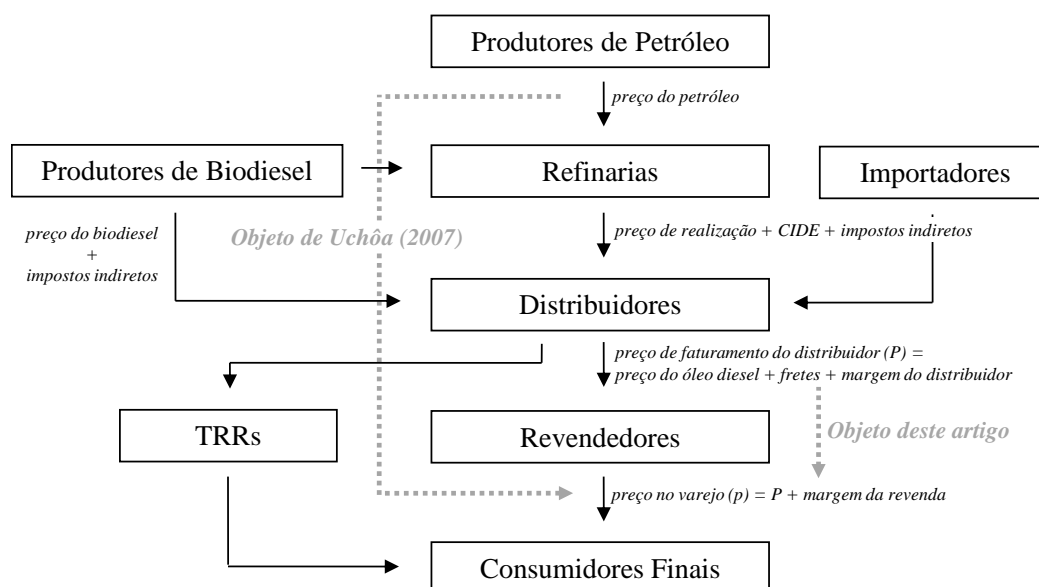 Produtores de Petróleo
preço do petróleo
Produtores de Biodiesel
Refinarias
Importadores
preço do biodiesel
+
impostos indiretos
Objeto de Uchôa (2007)
preço de realização + CIDE + impostos indiretos
Distribuidores
preço de faturamento do distribuidor (P) =
preço do óleo diesel + fretes + margem do distribuidor
TRRs
Revendedores
Objeto deste artigo
preço no varejo (p) = P + margem da revenda
Consumidores Finais